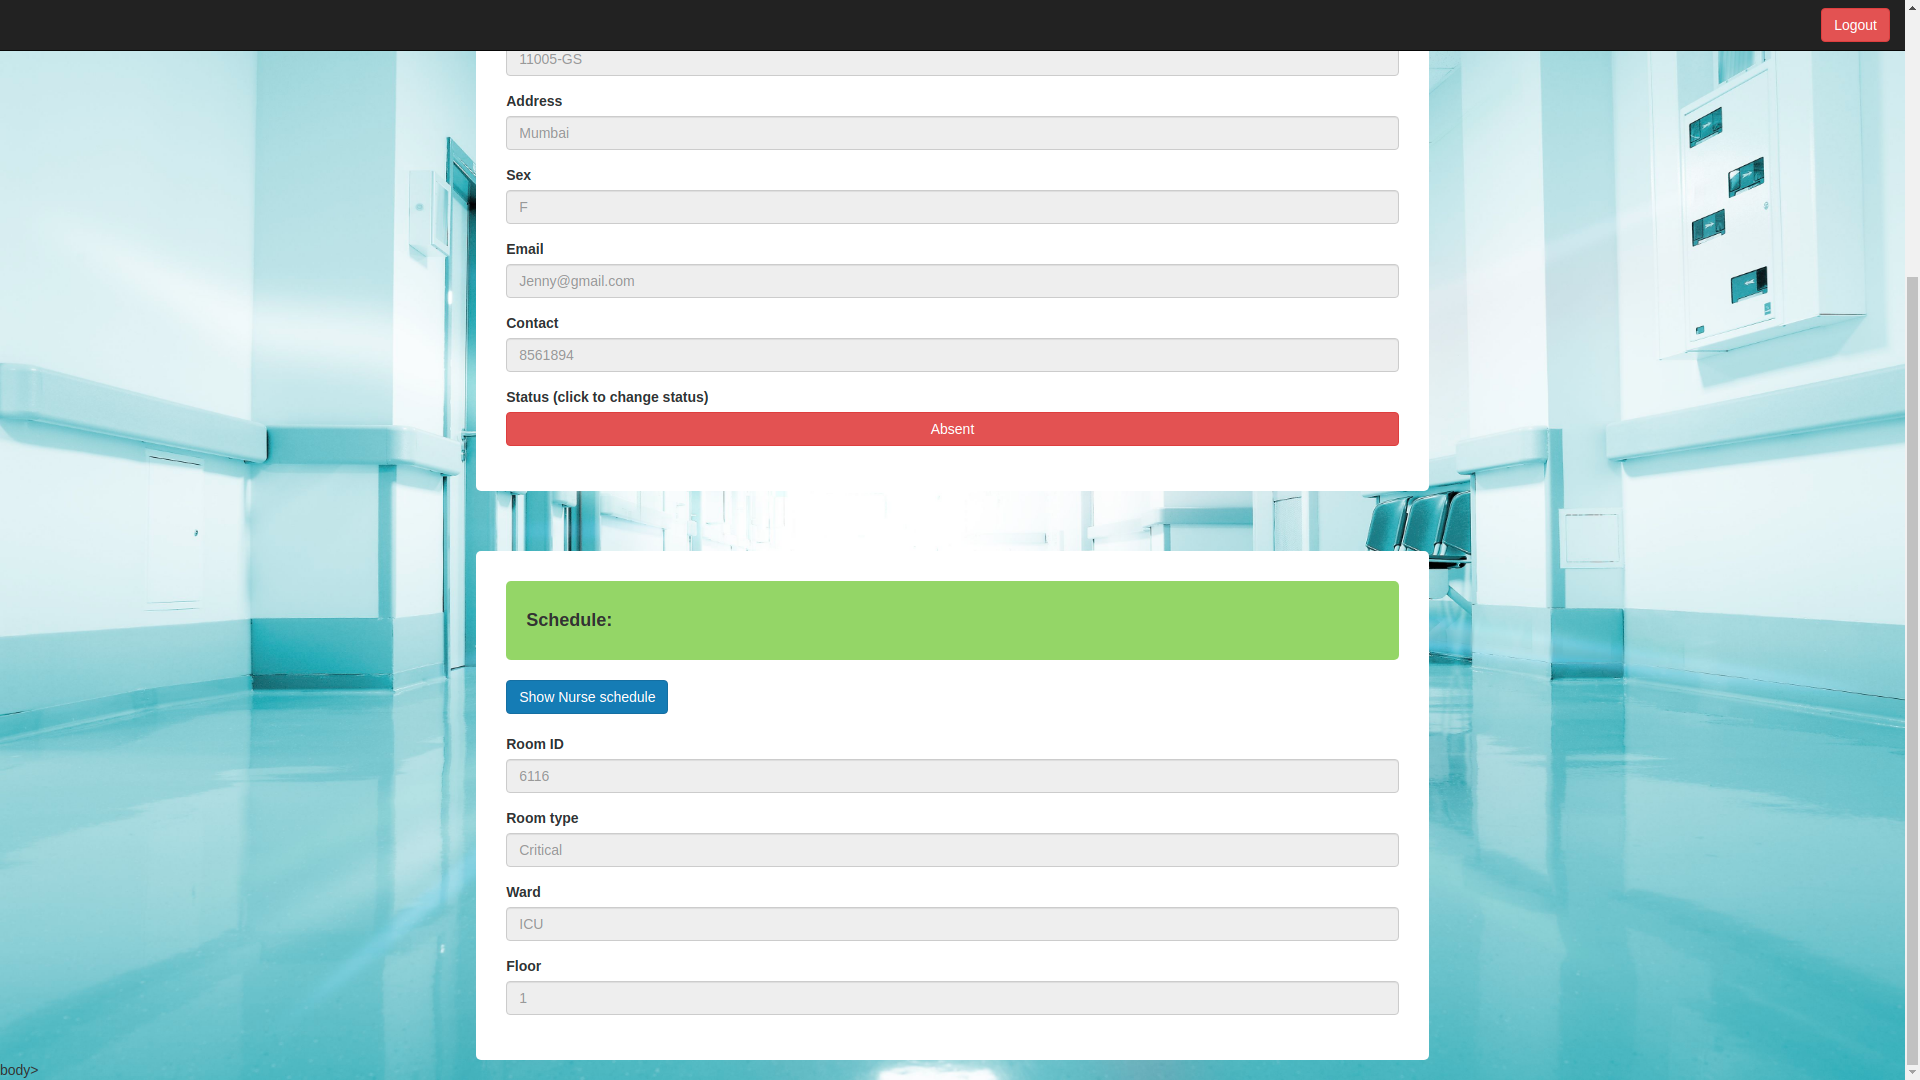 Logout
11005-GS
Address
Mumbai
Sex
F
Email
Jenny@gmail.com
Contact
8561894
Status (click to change status)
Absent
Schedule:
Show Nurse schedule
Room ID
6116
Room type
Critical
Ward
ICU
Floor
1
body>